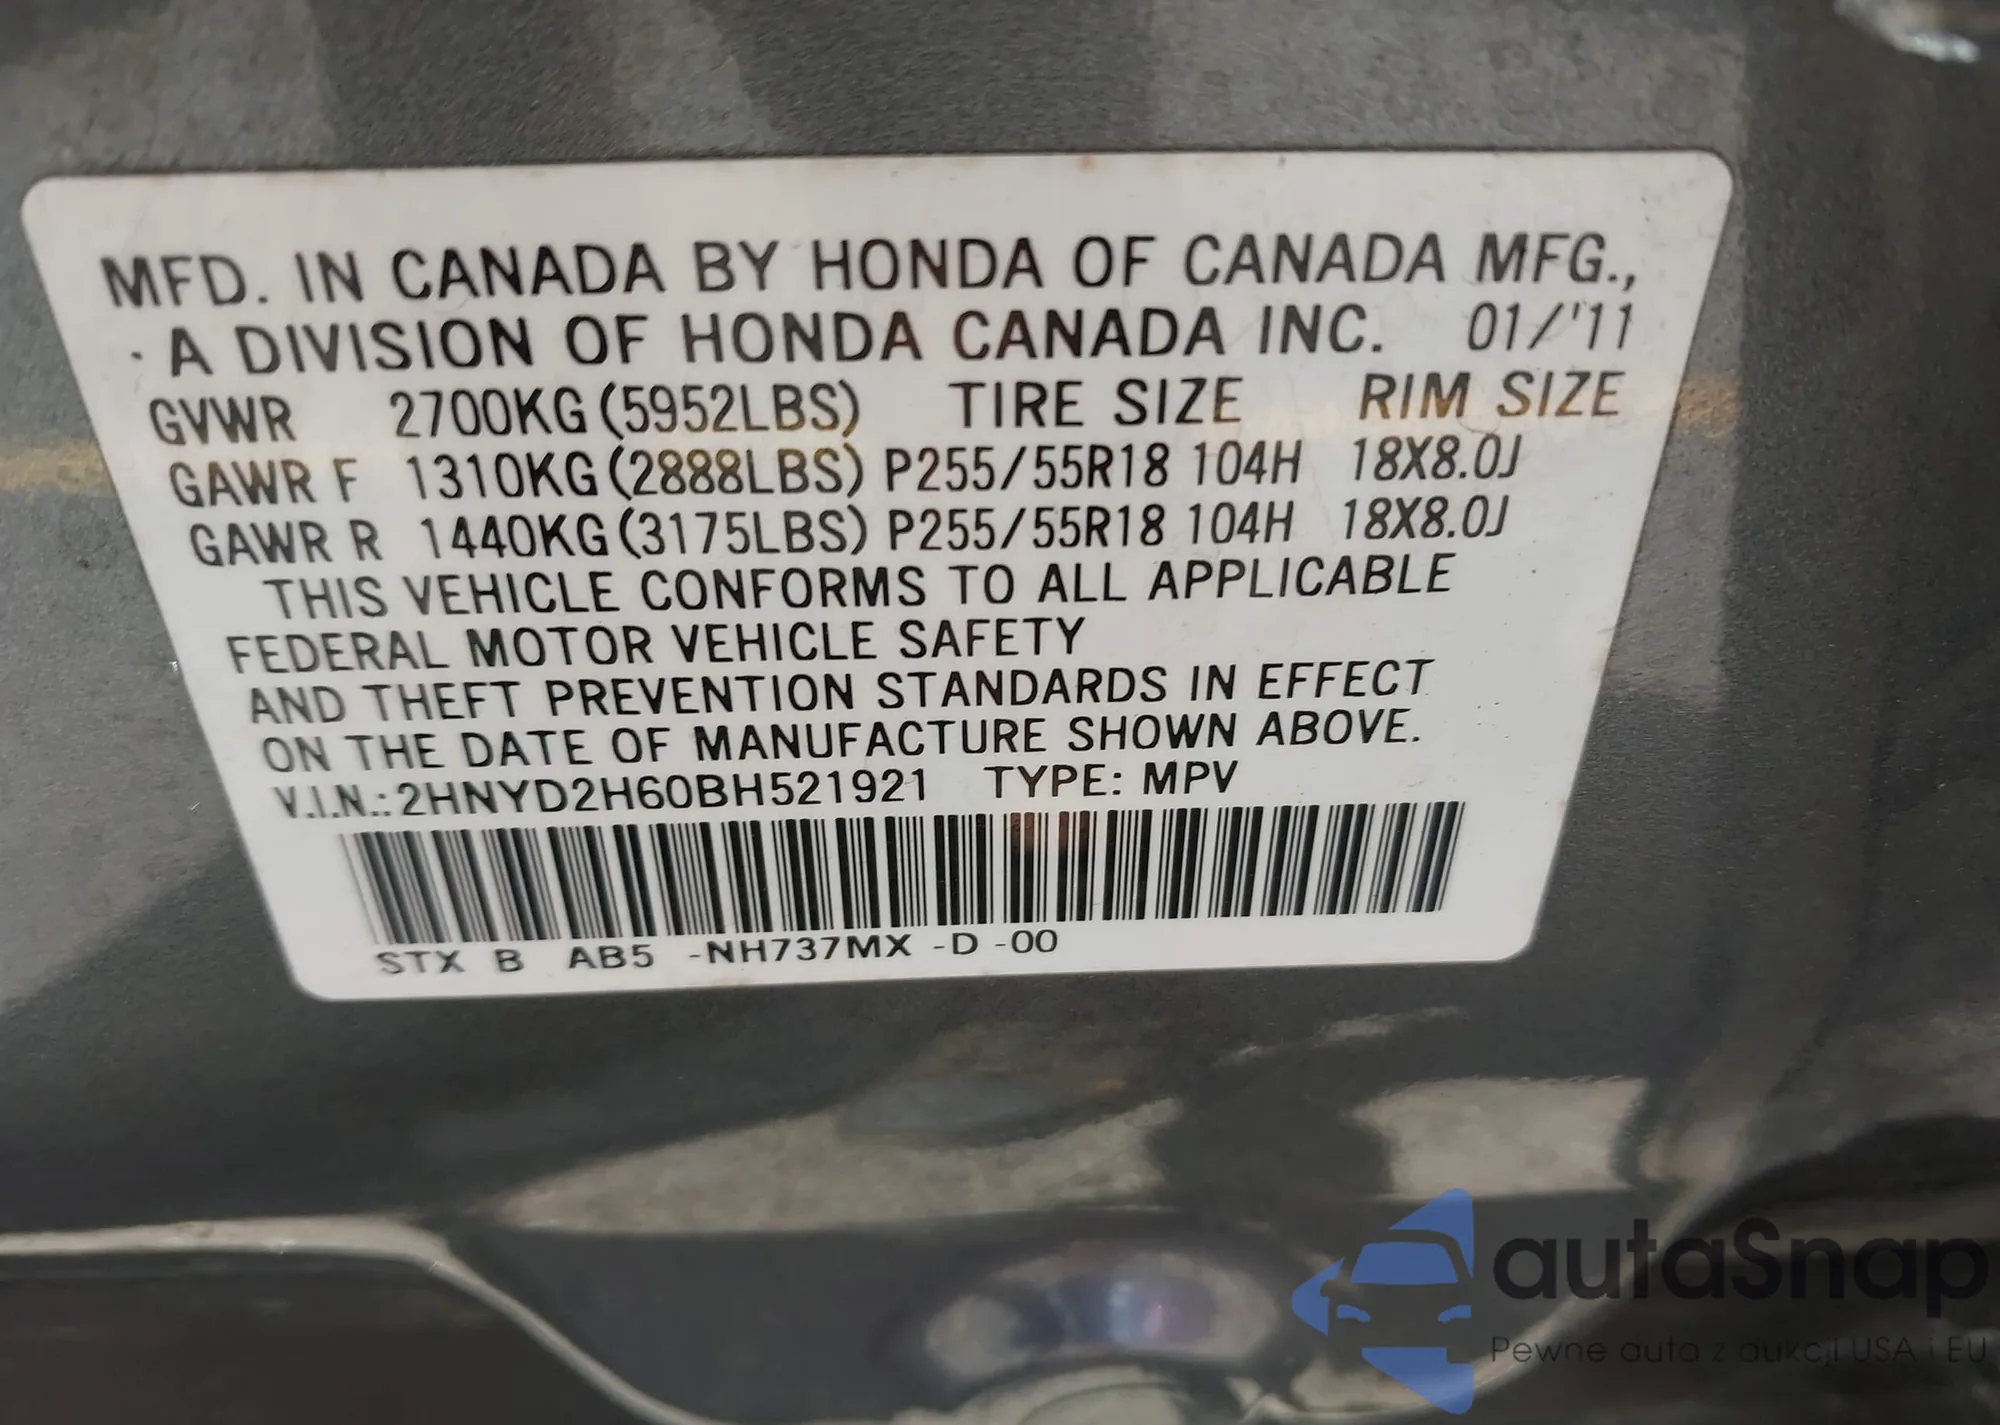 MFD. IN CANADA BY HONDA OF CANADA MFG.,
A DIVISION OF HONDA CANADA INC. 01/'11
GVWR 2700KG (5952LBS) TIRE SIZE RIM SIZE
GAWR F 1310KG (2888LBS) P255/55R18 104H 18X8.0J
GAWR R 1440KG (3175LBS) P255/55R18 104H 18X8.0J
THIS VEHICLE CONFORMS TO ALL APPLICABLE
FEDERAL MOTOR VEHICLE SAFETY
AND THEFT PREVENTION STANDARDS IN EFFECT
ON THE DATE OF MANUFACTURE SHOWN ABOVE.
V.I.N.: 2HNYD2H60BH521921 TYPE: MPV
STX B AB5 -NH737MX -D -00
autaSnap
Pewne auta z aukcji USA i EU